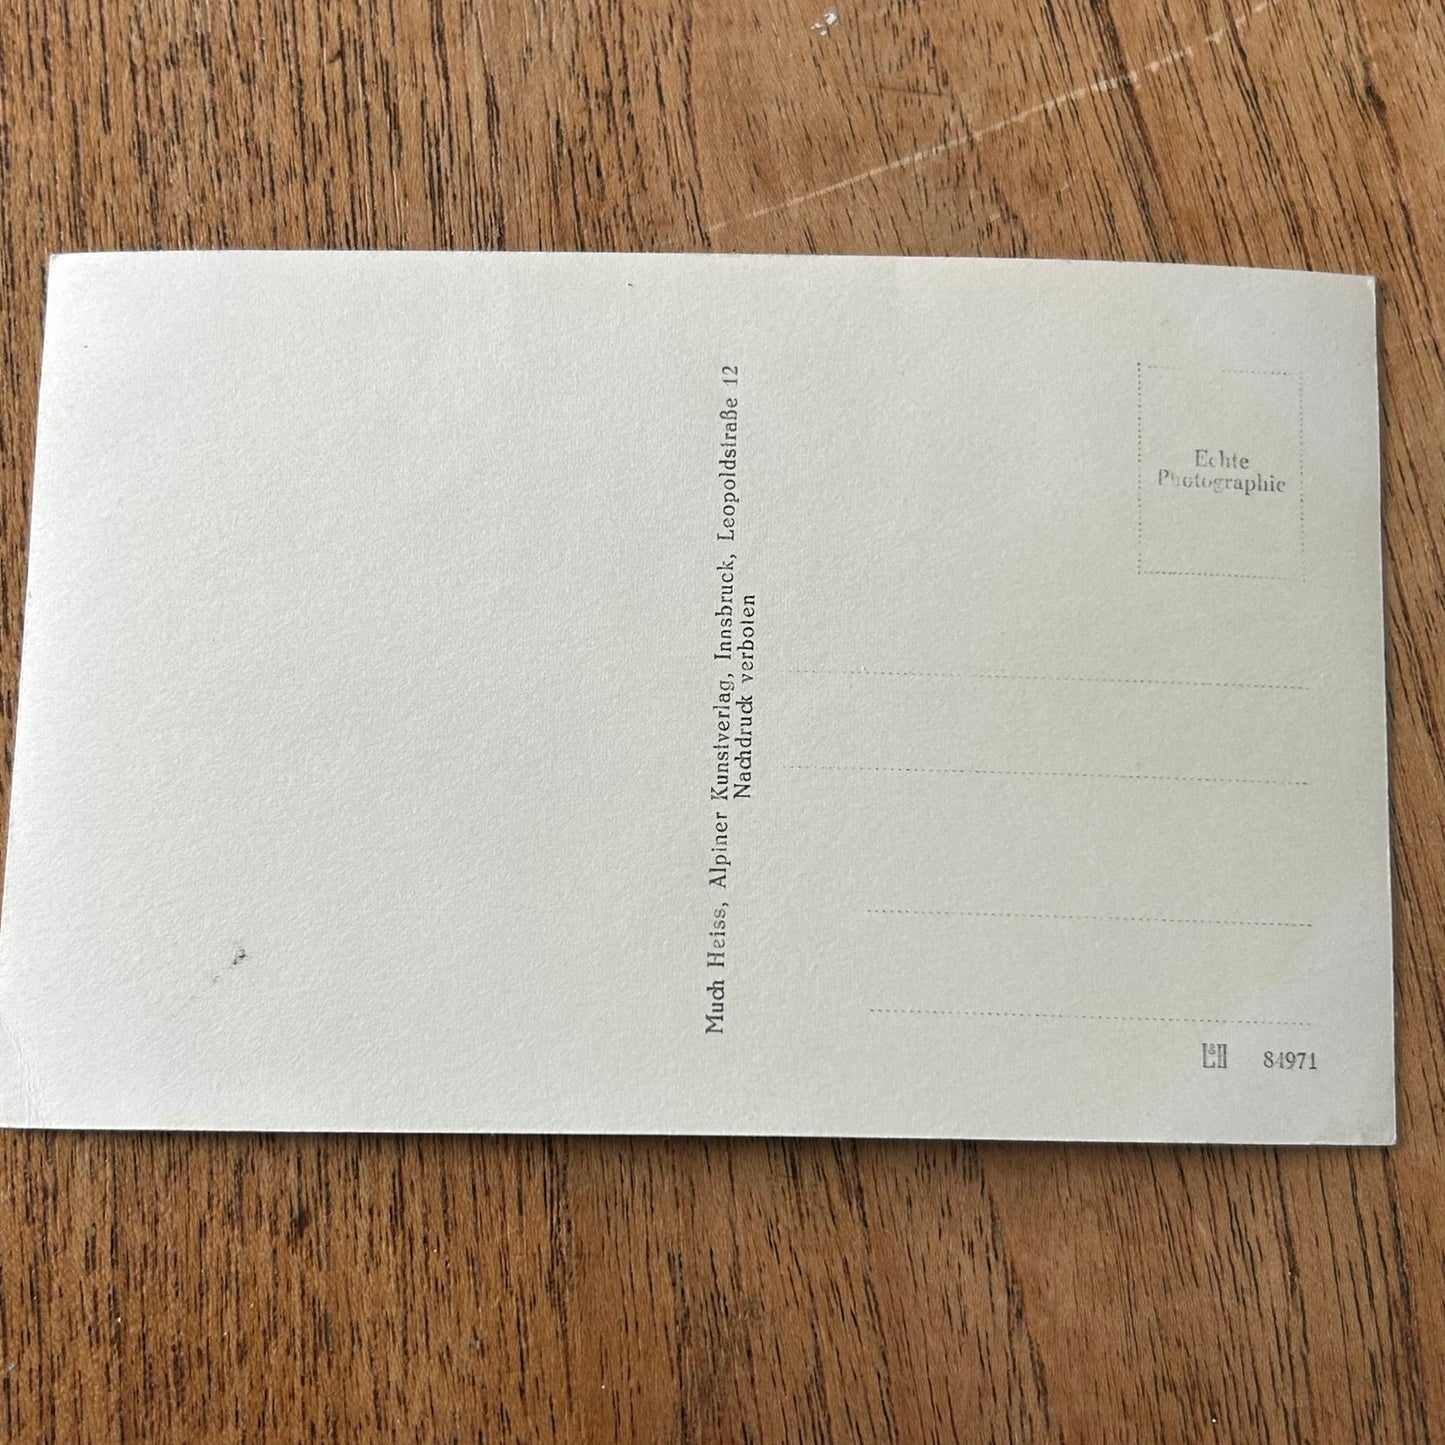 Much Heiss, Alpiner Kunstverlag, Innsbruck, Leopoldstraße 12
Nachdruck verboten
Echte
Photographie
L&H 84971